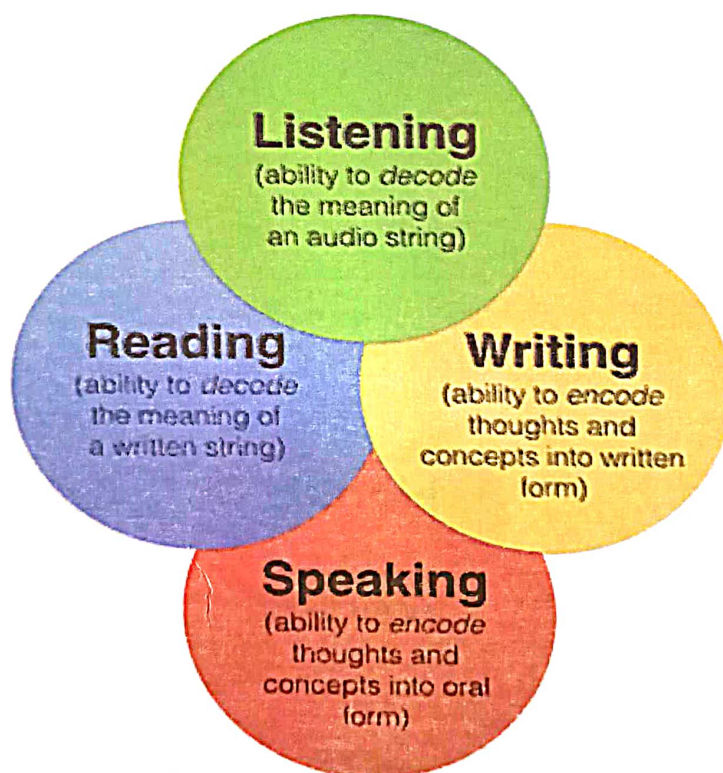 Listening
(ability to decode
the meaning of
an audio string)
Reading
(ability to decode
the meaning of
a written string)
Writing
(ability to encode
thoughts and
concepts into written
form)
Speaking
(ability to encode
thoughts and
concepts into oral
form)